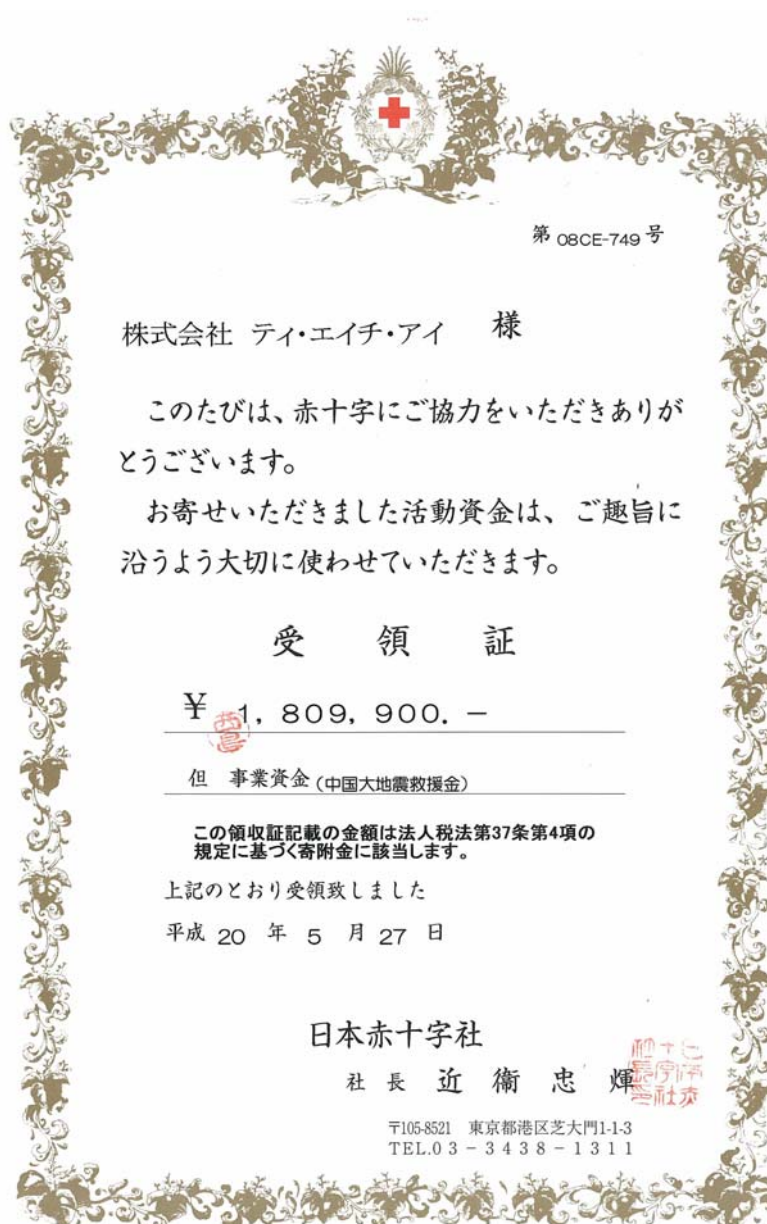 第 08CE-749 号
株式会社 ティ・エイチ・アイ 様
このたびは、赤十字にご協力をいただきありが
とうございます。
お寄せいただきました活動資金は、ご趣旨に
沿うよう大切に使わせていただきます。
受 領 証
¥ 1,809,900.-
但 事業資金(中国大地震救援金)
この領収証記載の金額は法人税法第37条第4項の
規定に基づく寄附金に該当します。
上記のとおり受領致しました
平成 20 年 5 月 27 日
日本赤十字社
社 長 近 衞 忠 煇
〒105-8521 東京都港区芝大門1-1-3
TEL.03-3438-1311